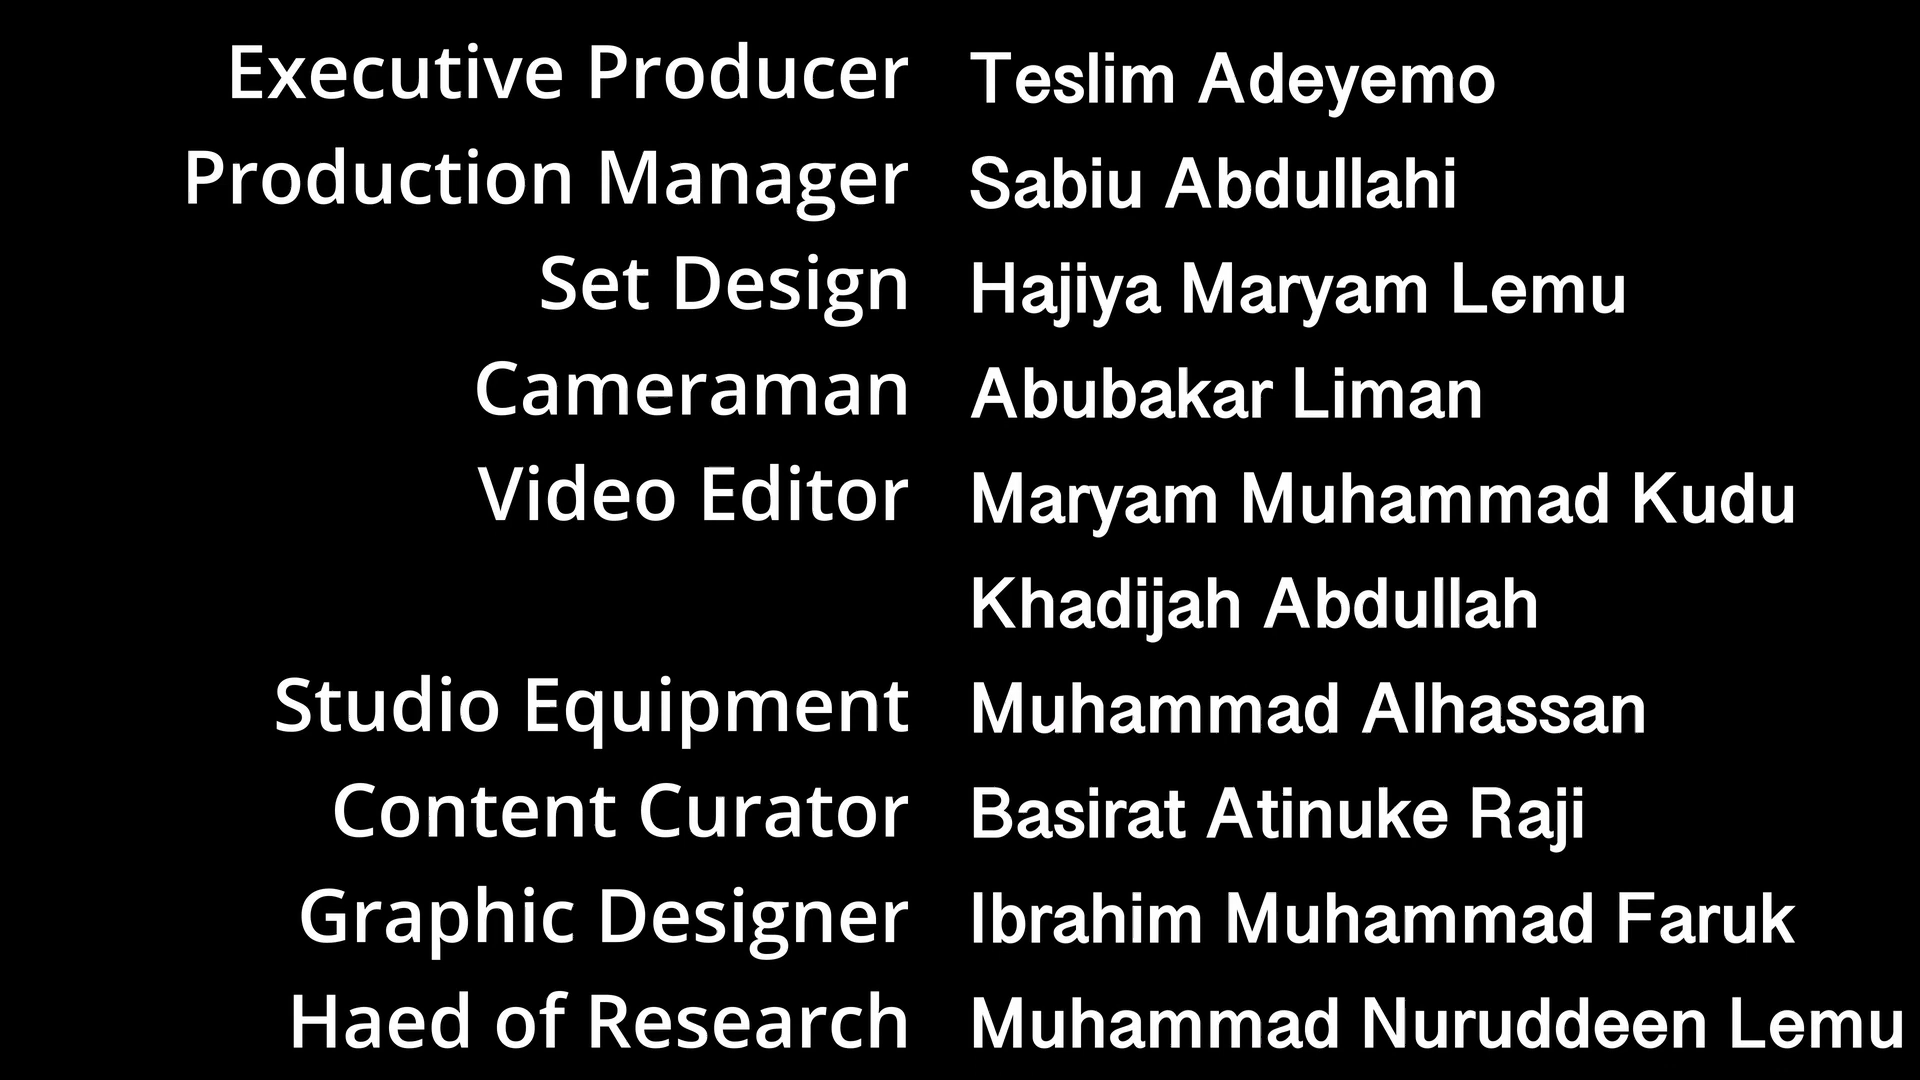 Executive Producer Teslim Adeyemo
Production Manager Sabiu Abdullahi
Set Design Hajiya Maryam Lemu
Cameraman Abubakar Liman
Video Editor Maryam Muhammad Kudu
Khadijah Abdullah
Studio Equipment Muhammad Alhassan
Content Curator Basirat Atinuke Raji
Graphic Designer Ibrahim Muhammad Faruk
Haed of Research Muhammad Nuruddeen Lemu